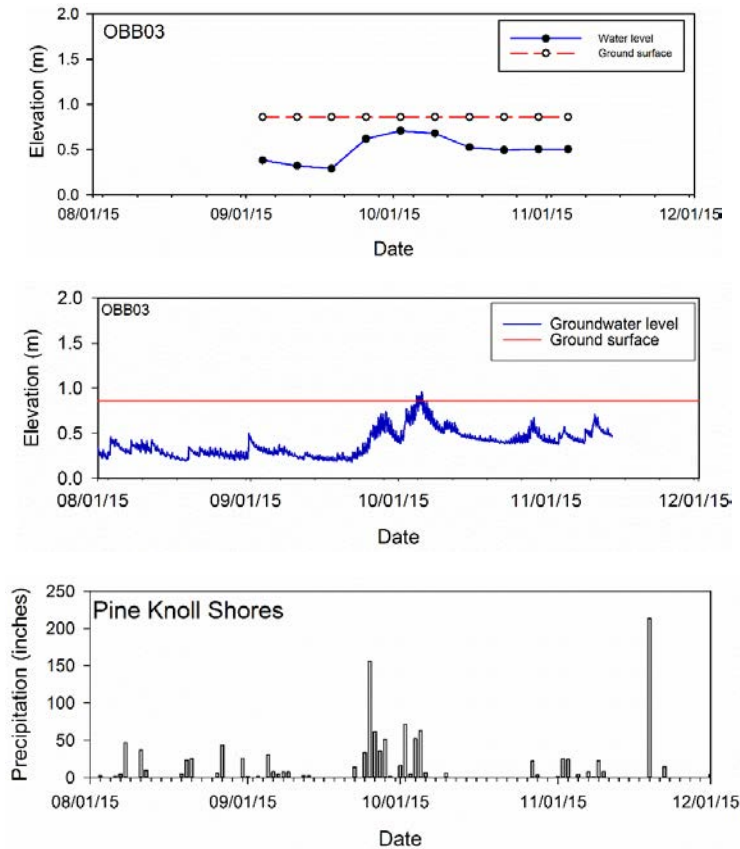 OBB03
Water level
Ground surface
Elevation (m)
2.0
1.5
1.0
0.5
0.0
08/01/15 09/01/15 10/01/15 11/01/15 12/01/15
Date
OBB03
Groundwater level
Ground surface
Elevation (m)
2.0
1.5
1.0
0.5
0.0
08/01/15 09/01/15 10/01/15 11/01/15 12/01/15
Date
Pine Knoll Shores
Precipitation (inches)
250
200
150
100
50
0
08/01/15 09/01/15 10/01/15 11/01/15 12/01/15
Date